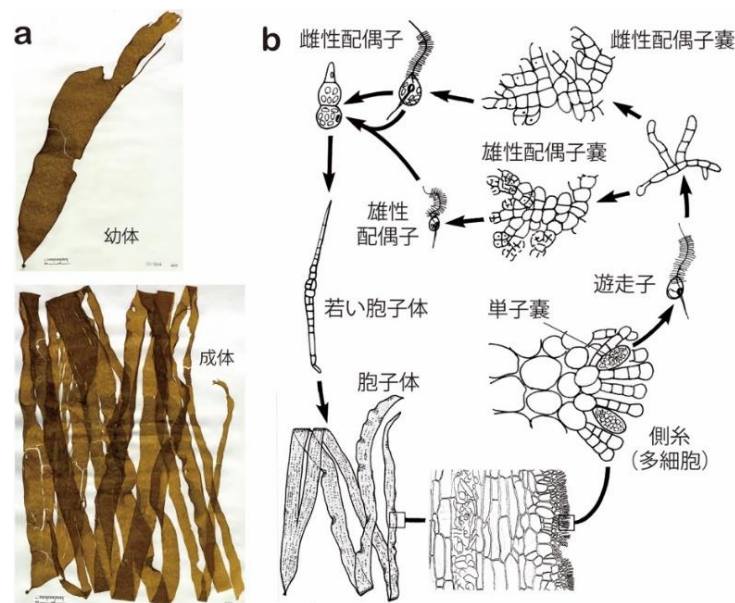 a
幼体
成体
b
雌性配偶子
雌性配偶子嚢
雄性配偶子嚢
雄性
配偶子
遊走子
若い胞子体
単子嚢
胞子体
側糸
(多細胞)